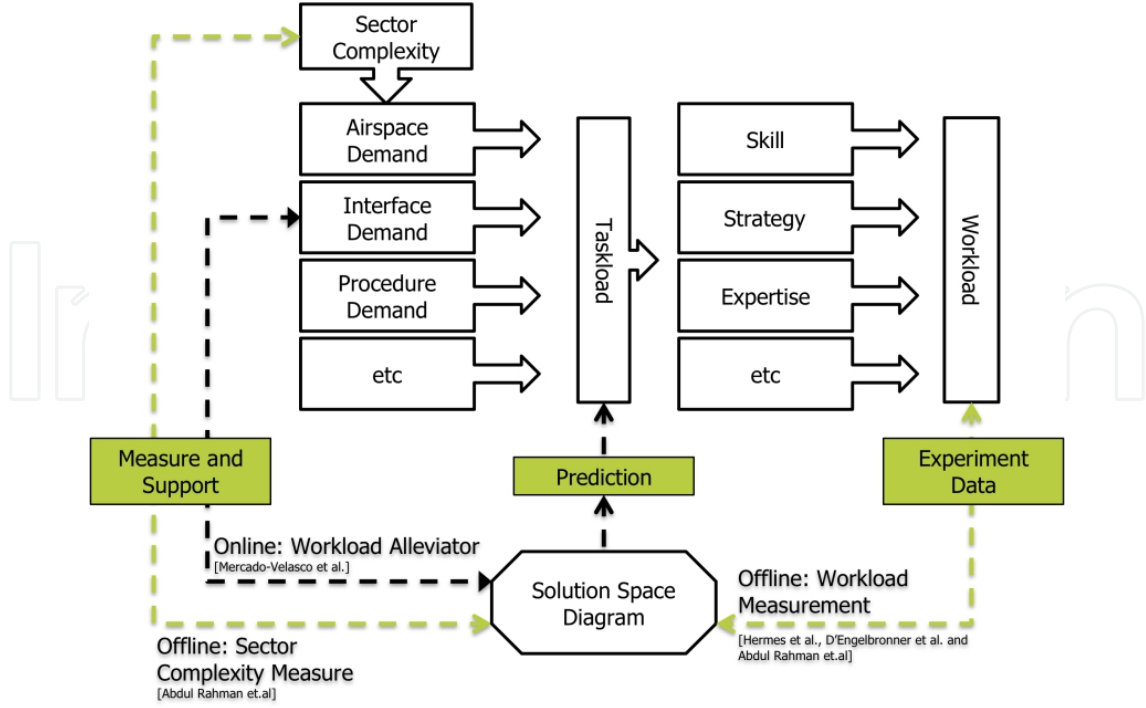 Sector
Complexity
Airspace
Demand
Interface
Demand
Procedure
Demand
etc
Taskload
Skill
Strategy
Expertise
etc
Workload
Measure and
Support
Prediction
Experiment
Data
Online: Workload Alleviator
[Mercado-Velasco et al.]
Solution Space
Diagram
Offline: Workload
Measurement
[Hermes et al., D'Engelbronner et al. and
Abdul Rahman et.al]
Offline: Sector
Complexity Measure
[Abdul Rahman et.al]